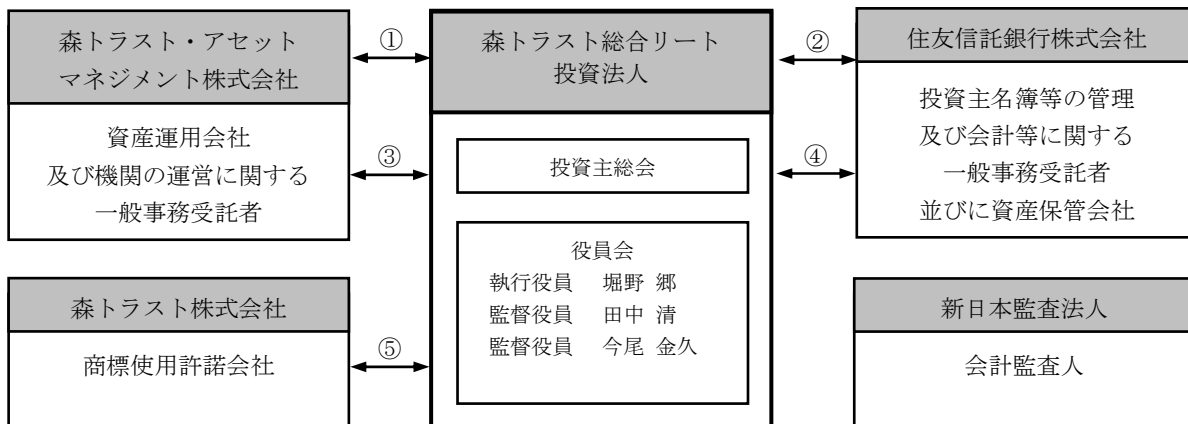 森トラスト・アセット
マネジメント株式会社
資産運用会社
及び機関の運営に関する
一般事務受託者
①
③
森トラスト総合リート
投資法人
投資主総会
役員会
執行役員 堀野 郷
監督役員 田中 清
監督役員 今尾 金久
②
④
住友信託銀行株式会社
投資主名簿等の管理
及び会計等に関する
一般事務受託者
並びに資産保管会社
森トラスト株式会社
商標使用許諾会社
⑤
新日本監査法人
会計監査人